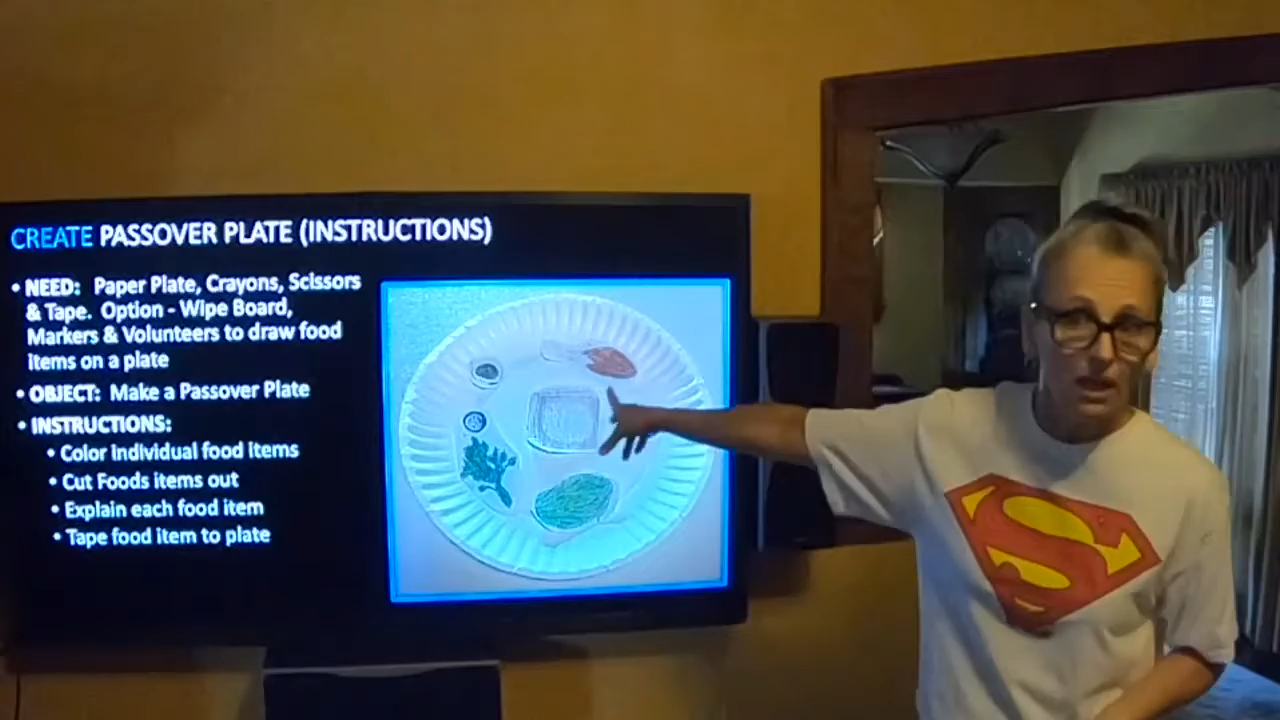 CREATE PASSOVER PLATE (INSTRUCTIONS)
• NEED: Paper Plate, Crayons, Scissors
& Tape. Option - Wipe Board,
Markers & Volunteers to draw food
items on a plate
• OBJECT: Make a Passover Plate
• INSTRUCTIONS:
• Color individual food items
• Cut Foods items out
• Explain each food item
• Tape food item to plate
S